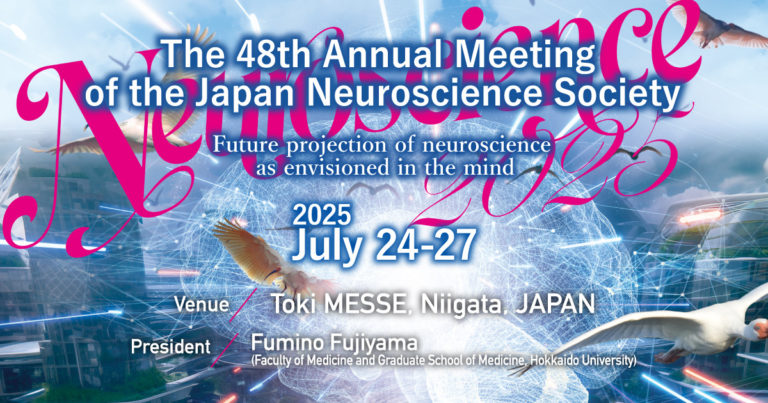 Neuroscience
2025
The 48th Annual Meeting
of the Japan Neuroscience Society
Future projection of neuroscience
as envisioned in the mind
2025
July 24-27
Venue / Toki MESSE, Niigata, JAPAN
President / Fumino Fujiyama
(Faculty of Medicine and Graduate School of Medicine, Hokkaido University)